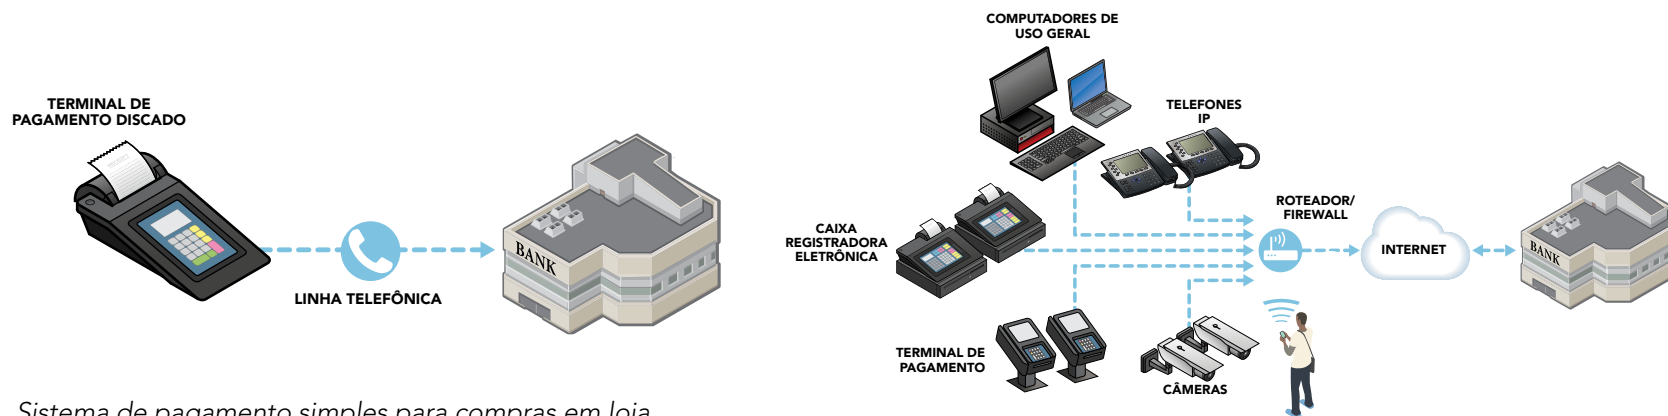 TERMINAL DE
PAGAMENTO DISCADO
BANK
LINHA TELEFÔNICA
Sistema de pagamento simples para compras em loja
COMPUTADORES DE
USO GERAL
TELEFONES
IP
CAIXA
REGISTRADORA
ELETRÔNICA
ROTEADOR/
FIREWALL
INTERNET
BANK
TERMINAL DE
PAGAMENTO
CÂMERAS